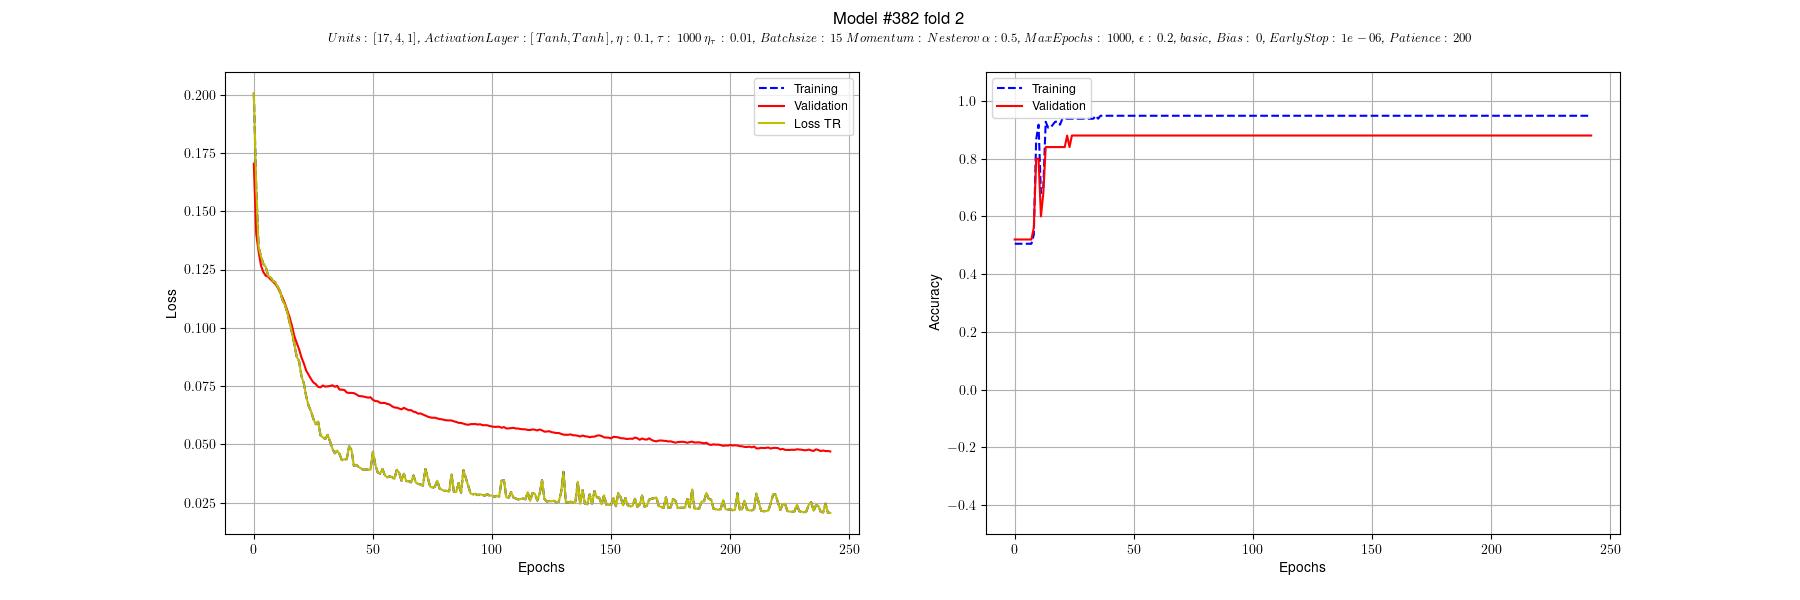 Model #382 fold 2
Units : [17, 4, 1], ActivationLayer : [Tanh, Tanh], η : 0.1, τ : 1000 η_τ : 0.01, Batchsize : 15 Momentum : Nesterov α : 0.5, MaxEpochs : 1000, ϵ : 0.2, basic, Bias : 0, EarlyStop : 1e − 06, Patience : 200
Training
Validation
Loss TR
0.200
0.175
0.150
0.125
0.100
0.075
0.050
0.025
Loss
0 50 100 150 200 250
Epochs
Training
Validation
1.0
0.8
0.6
0.4
0.2
0.0
−0.2
−0.4
Accuracy
0 50 100 150 200 250
Epochs